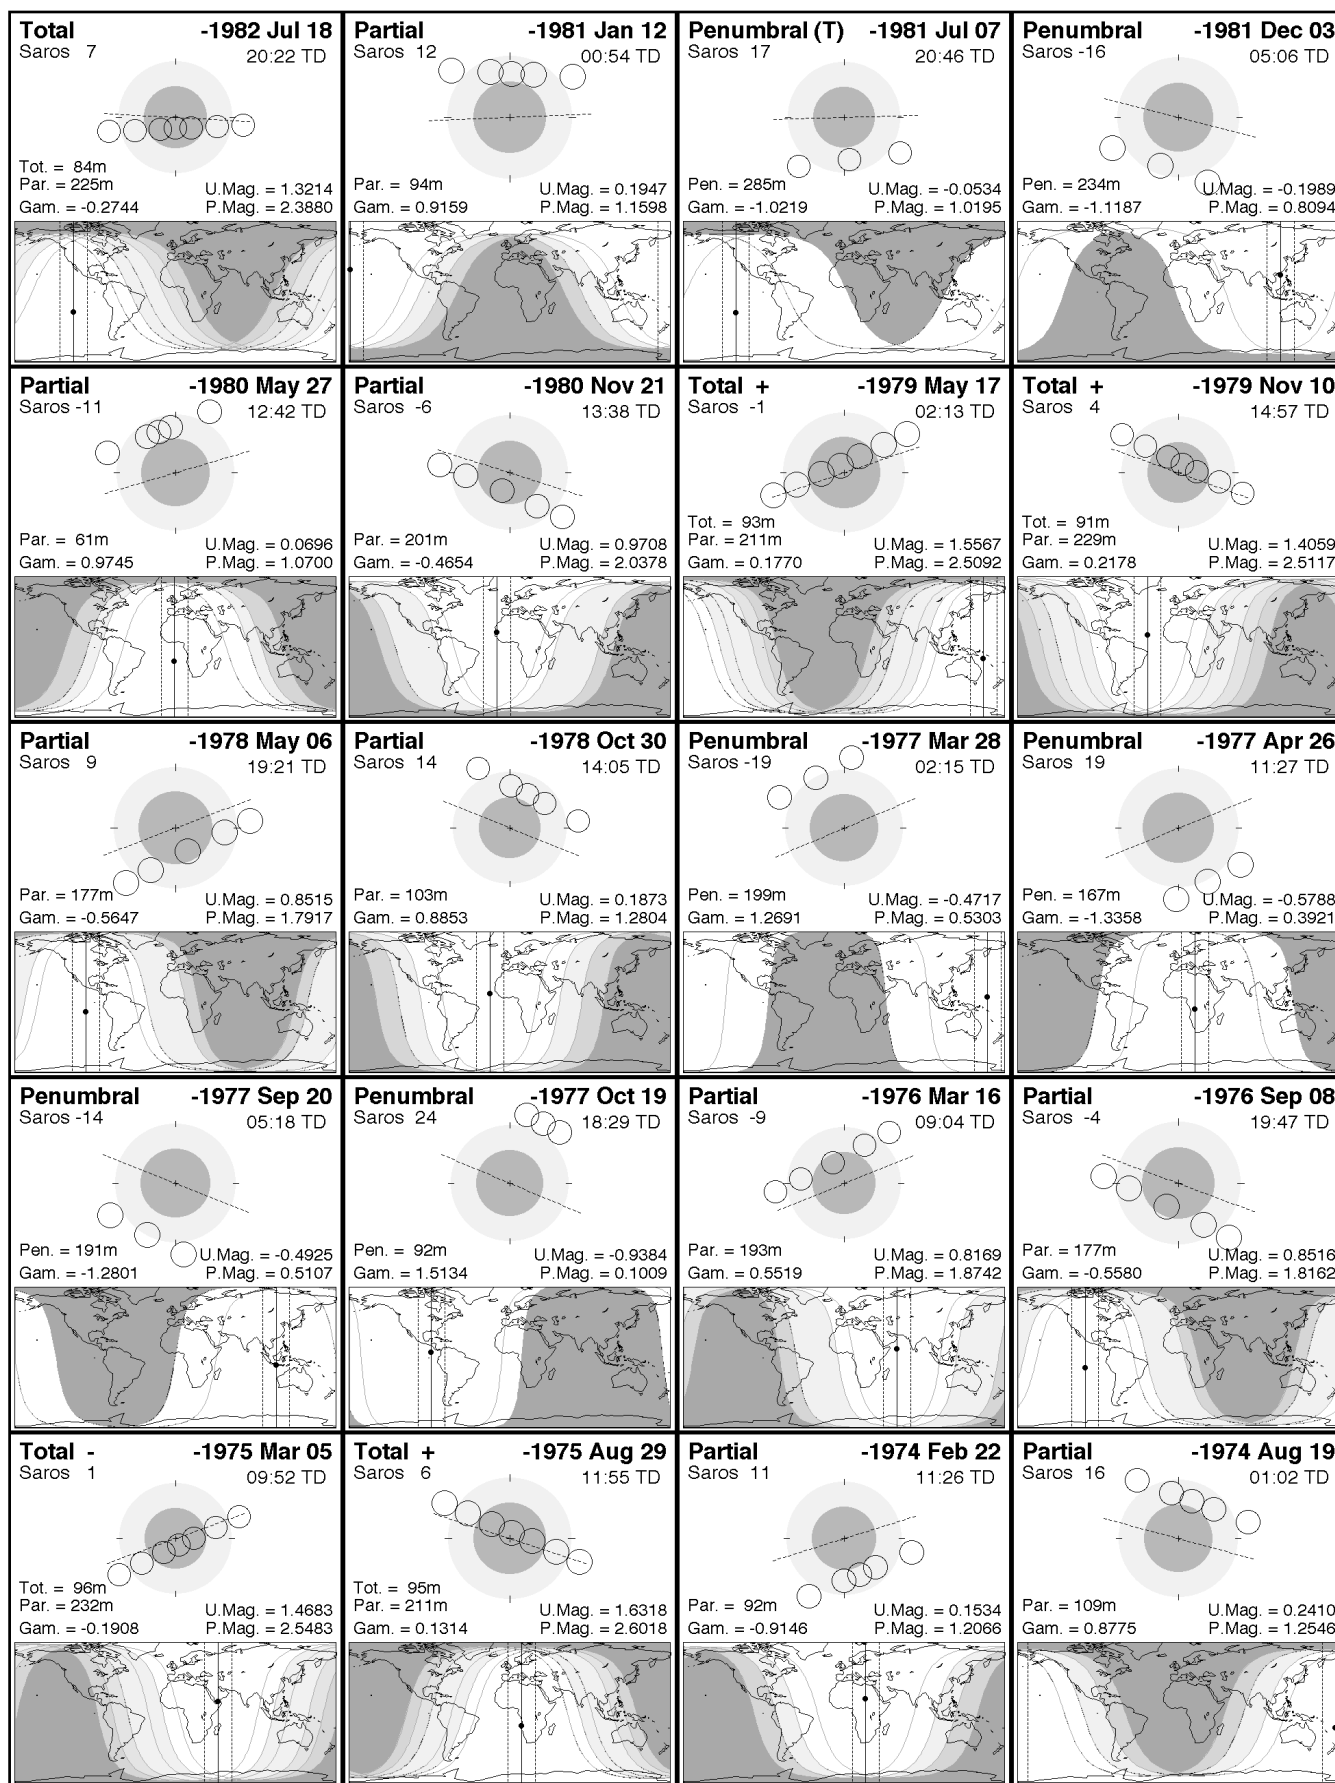 Total -1982 Jul 18
Saros 7 20:22 TD
Tot. = 84m
Par. = 225m U.Mag. = 1.3214
Gam. = -0.2744 P.Mag. = 2.3880
Partial -1981 Jan 12
Saros 12 00:54 TD
Par. = 94m U.Mag. = 0.1947
Gam. = 0.9159 P.Mag. = 1.1598
Penumbral (T) -1981 Jul 07
Saros 17 20:46 TD
Pen. = 285m U.Mag. = -0.0534
Gam. = -1.0219 P.Mag. = 1.0195
Penumbral -1981 Dec 03
Saros -16 05:06 TD
Pen. = 234m U.Mag. = -0.1989
Gam. = -1.1187 P.Mag. = 0.8094
Partial -1980 May 27
Saros -11 12:42 TD
Par. = 61m U.Mag. = 0.0696
Gam. = 0.9745 P.Mag. = 1.0700
Partial -1980 Nov 21
Saros -6 13:38 TD
Par. = 201m U.Mag. = 0.9708
Gam. = -0.4654 P.Mag. = 2.0378
Total + -1979 May 17
Saros -1 02:13 TD
Tot. = 93m
Par. = 211m U.Mag. = 1.5567
Gam. = 0.1770 P.Mag. = 2.5092
Total + -1979 Nov 10
Saros 4 14:57 TD
Tot. = 91m
Par. = 229m U.Mag. = 1.4059
Gam. = 0.2178 P.Mag. = 2.5117
Partial -1978 May 06
Saros 9 19:21 TD
Par. = 177m U.Mag. = 0.8515
Gam. = -0.5647 P.Mag. = 1.7917
Partial -1978 Oct 30
Saros 14 14:05 TD
Par. = 103m U.Mag. = 0.1873
Gam. = 0.8853 P.Mag. = 1.2804
Penumbral -1977 Mar 28
Saros -19 02:15 TD
Pen. = 199m U.Mag. = -0.4717
Gam. = 1.2691 P.Mag. = 0.5303
Penumbral -1977 Apr 26
Saros 19 11:27 TD
Pen. = 167m U.Mag. = -0.5788
Gam. = -1.3358 P.Mag. = 0.3921
Penumbral -1977 Sep 20
Saros -14 05:18 TD
Pen. = 191m U.Mag. = -0.4925
Gam. = -1.2801 P.Mag. = 0.5107
Penumbral -1977 Oct 19
Saros 24 18:29 TD
Pen. = 92m U.Mag. = -0.9384
Gam. = 1.5134 P.Mag. = 0.1009
Partial -1976 Mar 16
Saros -9 09:04 TD
Par. = 193m U.Mag. = 0.8169
Gam. = 0.5519 P.Mag. = 1.8742
Partial -1976 Sep 08
Saros -4 19:47 TD
Par. = 177m U.Mag. = 0.8516
Gam. = -0.5580 P.Mag. = 1.8162
Total - -1975 Mar 05
Saros 1 09:52 TD
Tot. = 96m
Par. = 232m U.Mag. = 1.4683
Gam. = -0.1908 P.Mag. = 2.5483
Total + -1975 Aug 29
Saros 6 11:55 TD
Tot. = 95m
Par. = 211m U.Mag. = 1.6318
Gam. = 0.1314 P.Mag. = 2.6018
Partial -1974 Feb 22
Saros 11 11:26 TD
Par. = 92m U.Mag. = 0.1534
Gam. = -0.9146 P.Mag. = 1.2066
Partial -1974 Aug 19
Saros 16 01:02 TD
Par. = 109m U.Mag. = 0.2410
Gam. = 0.8775 P.Mag. = 1.2546